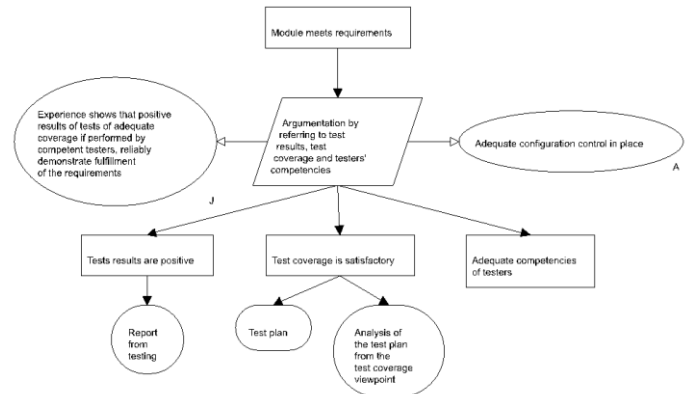 Module meets requirements
Experience shows that positive
results of tests of adequate
coverage if performed by
competent testers, reliably
demonstrate fulfillment
of the requirements
J
Argumentation by
referring to test
results, test
coverage and testers'
competencies
Adequate configuration control in place
A
Tests results are positive
Test coverage is satisfactory
Adequate competencies
of testers
Report
from
testing
Test plan
Analysis of
the test plan
from the
test coverage
viewpoint